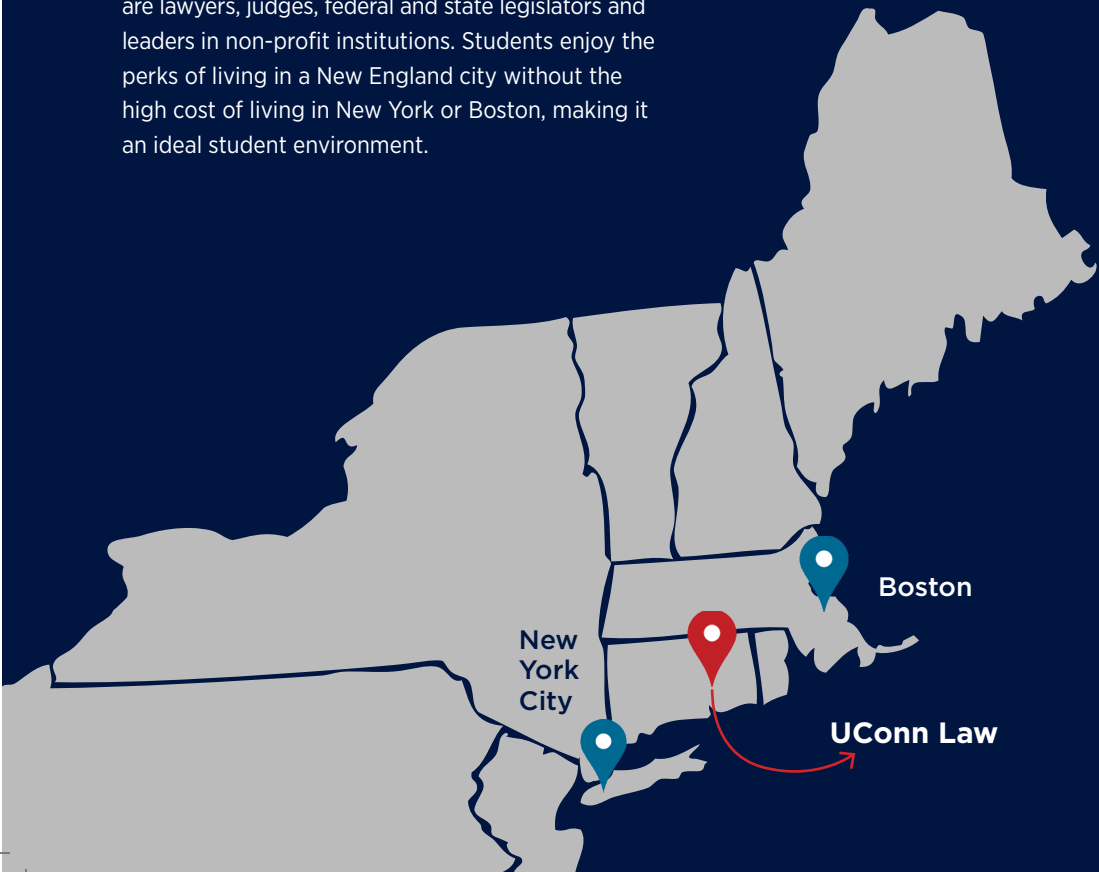 are lawyers, judges, federal and state legislators and
leaders in non-profit institutions. Students enjoy the
perks of living in a New England city without the
high cost of living in New York or Boston, making it
an ideal student environment.
Boston
New
York
City
UConn Law